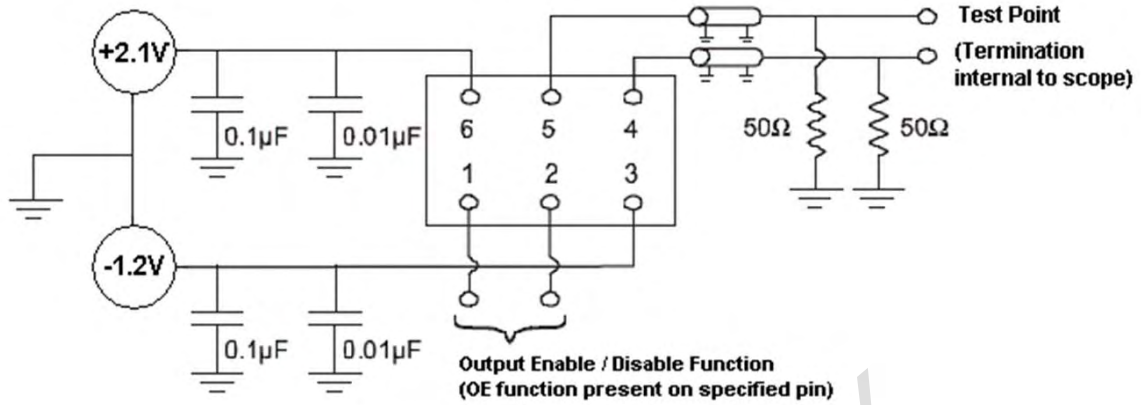 +2.1V
0.1µF
0.01µF
6 5 4
1 2 3
-1.2V
0.1µF
0.01µF
50Ω
50Ω
Test Point
(Termination
internal to scope)
Output Enable / Disable Function
(OE function present on specified pin)